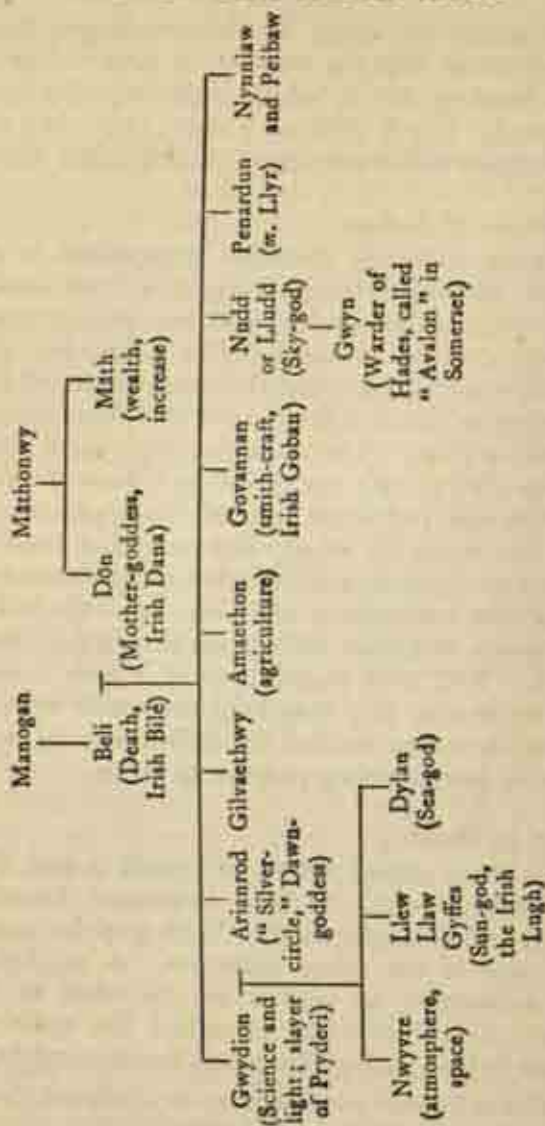 Manogan
Mâthonwy
Beli
(Death,
Irish Bilé)
Dôn
(Mother-goddess,
Irish Dana)
Mâth
(wealth,
increase)
Gwydion
(Science and
light; slayer
of Pryderi)
Arianrod
("Silver-
circle," Dawn-
goddess)
Gilvaethwy
Amaethon
(agriculture)
Govannan
(smith-craft,
Irish Goban)
Nudd
or Lludd
(Sky-god)
Penardun
(m. Llyr)
Nynniaw
and Peibaw
Nwyvre
(atmosphere,
space)
Llew
Llaw
Gyffes
(Sun-god,
the Irish
Lugh)
Dylan
(Sea-god)
Gwyn
(Warder of
Hades, called
"Avalon" in
Somerset)